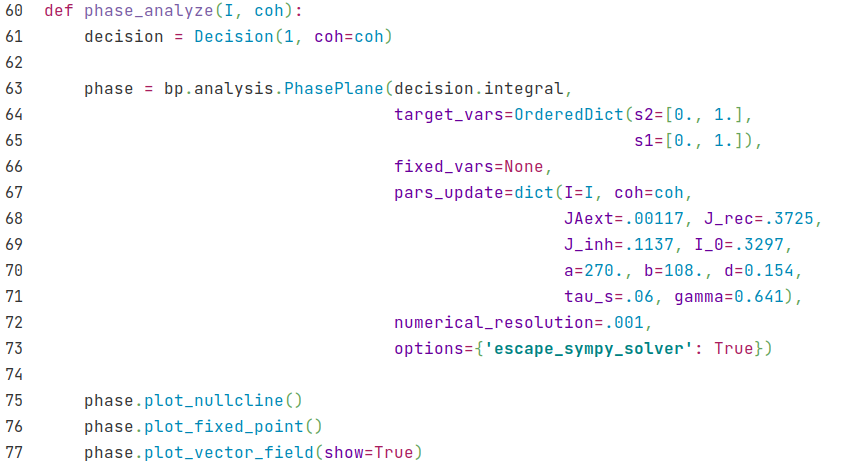 60 def phase_analyze(I, coh):
61     decision = Decision(1, coh=coh)
62
63     phase = bp.analysis.PhasePlane(decision.integral,
64                                    target_vars=OrderedDict(s2=[0., 1.],
65                                                            s1=[0., 1.]),
66                                    fixed_vars=None,
67                                    pars_update=dict(I=I, coh=coh,
68                                                     JAext=.00117, J_rec=.3725,
69                                                     J_inh=.1137, I_0=.3297,
70                                                     a=270., b=108., d=0.154,
71                                                     tau_s=.06, gamma=0.641),
72                                    numerical_resolution=.001,
73                                    options={'escape_sympy_solver': True})
74
75     phase.plot_nullcline()
76     phase.plot_fixed_point()
77     phase.plot_vector_field(show=True)